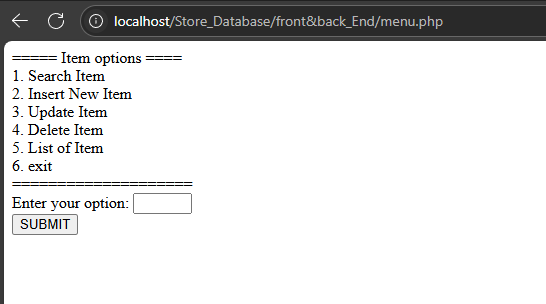 localhost/Store_Database/front&back_End/menu.php
===== Item options ====
1. Search Item
2. Insert New Item
3. Update Item
4. Delete Item
5. List of Item
6. exit
=====================
Enter your option:
SUBMIT